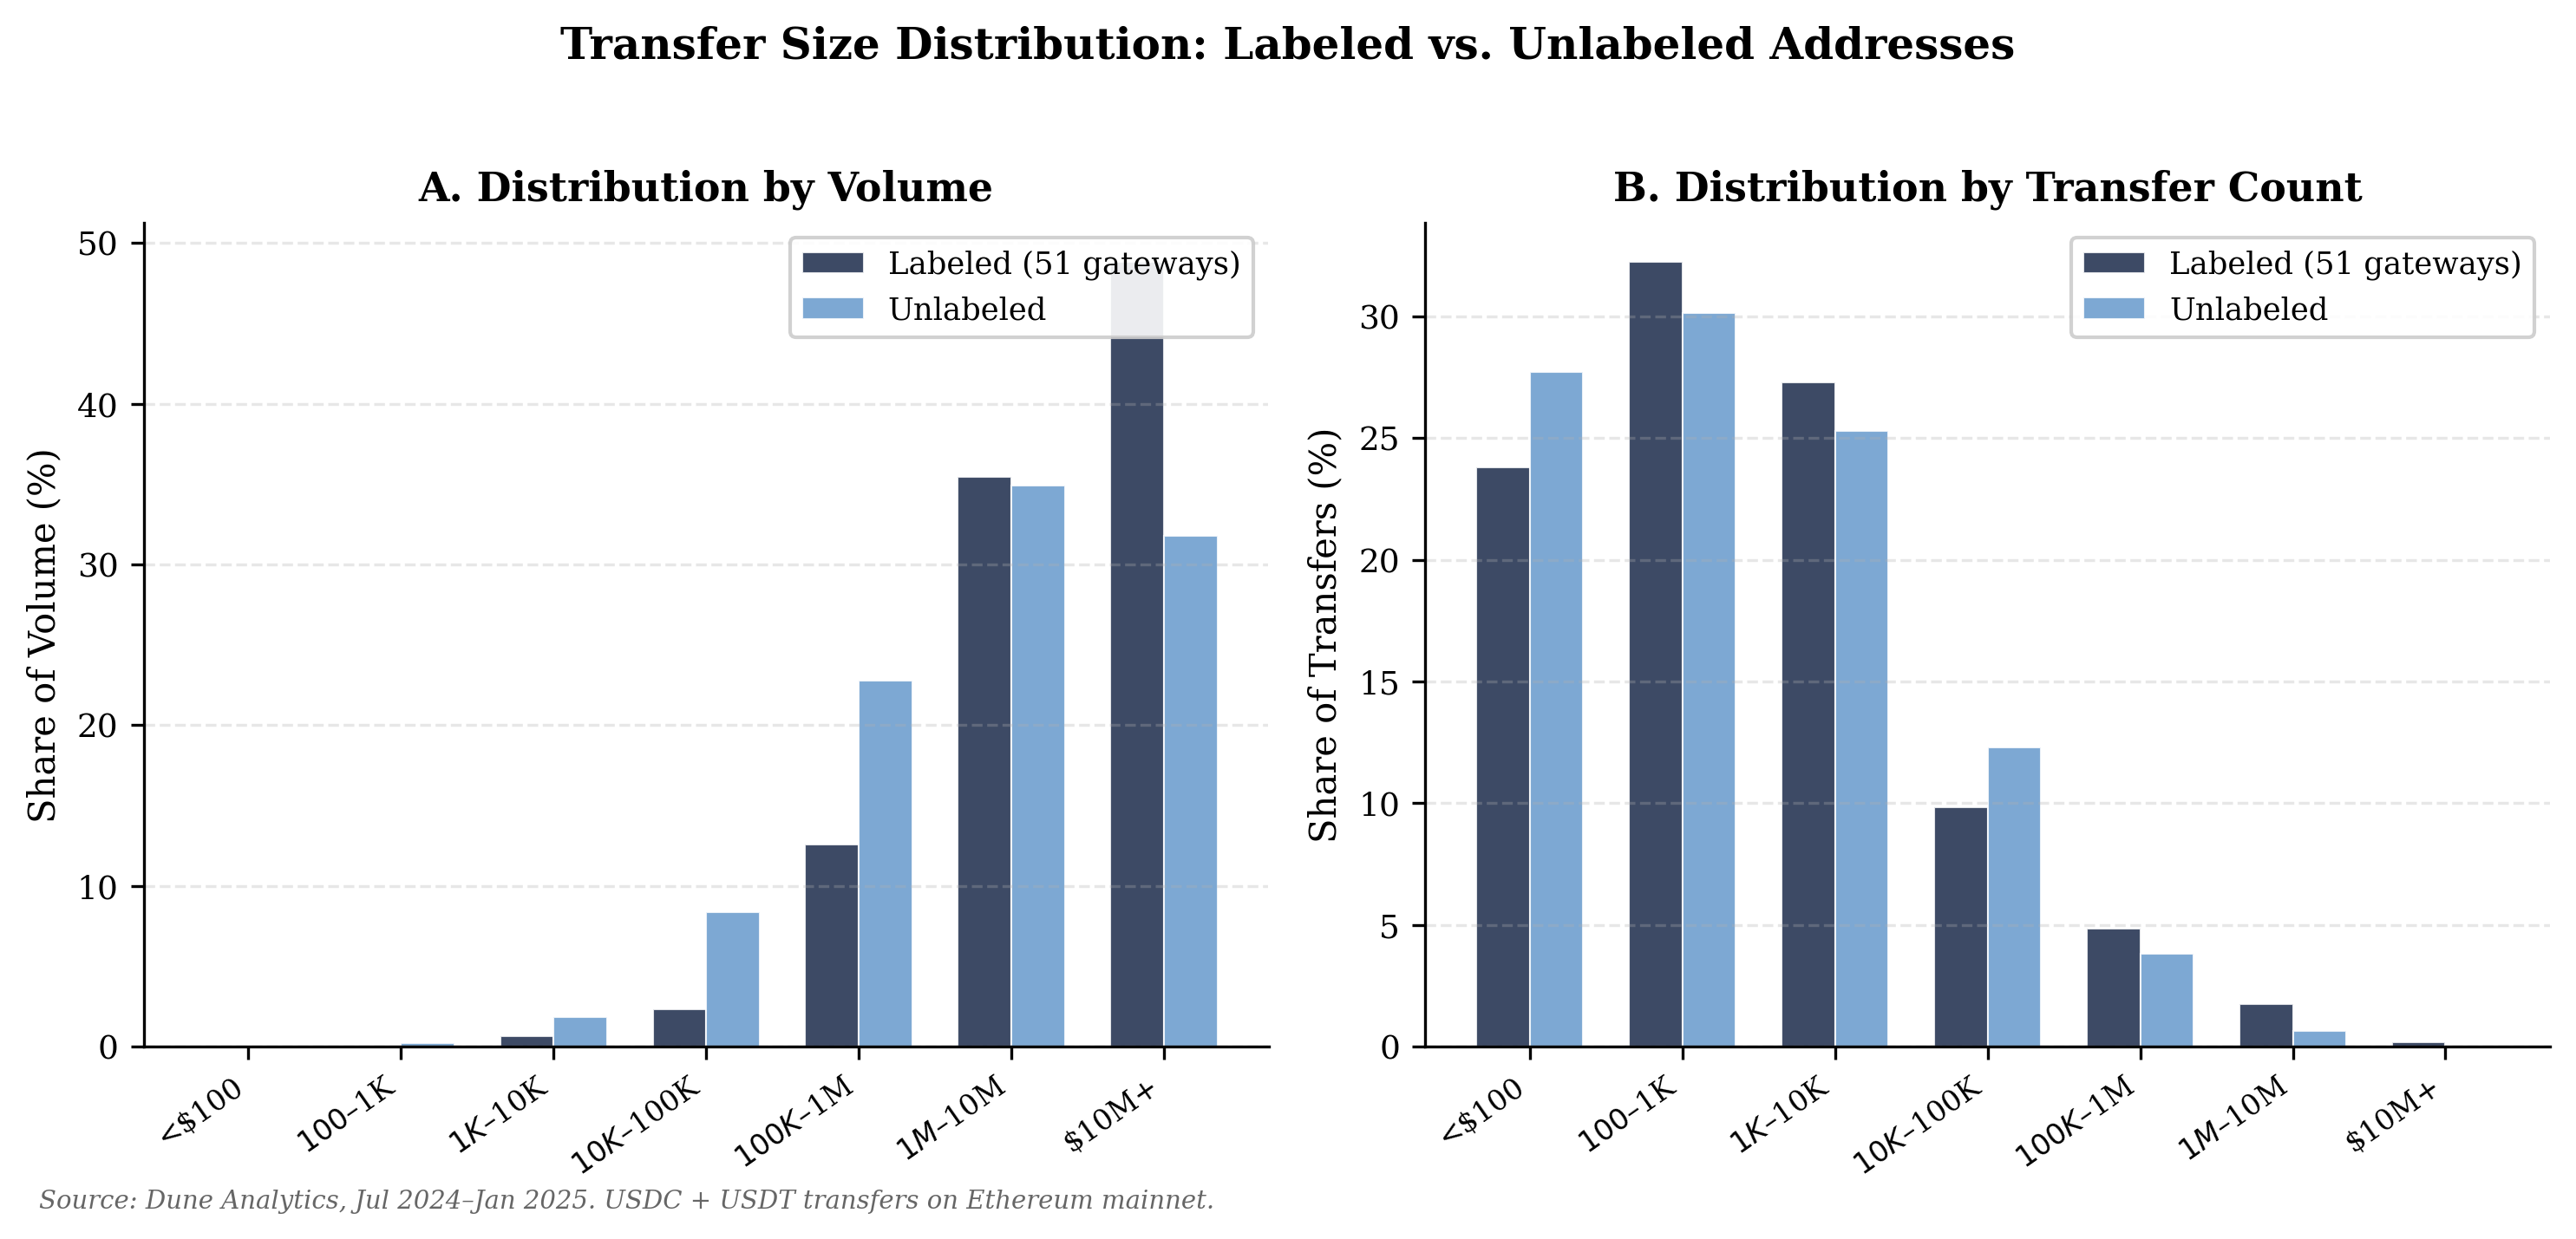 Transfer Size Distribution: Labeled vs. Unlabeled Addresses
A. Distribution by Volume
Share of Volume (%)
50
40
30
20
10
0
Labeled (51 gateways)
Unlabeled
<$100
100–1K
1K–10K
10K–100K
100K–1M
1M–10M
$10M+
B. Distribution by Transfer Count
Share of Transfers (%)
30
25
20
15
10
5
0
Labeled (51 gateways)
Unlabeled
<$100
100–1K
1K–10K
10K–100K
100K–1M
1M–10M
$10M+
Source: Dune Analytics, Jul 2024–Jan 2025. USDC + USDT transfers on Ethereum mainnet.